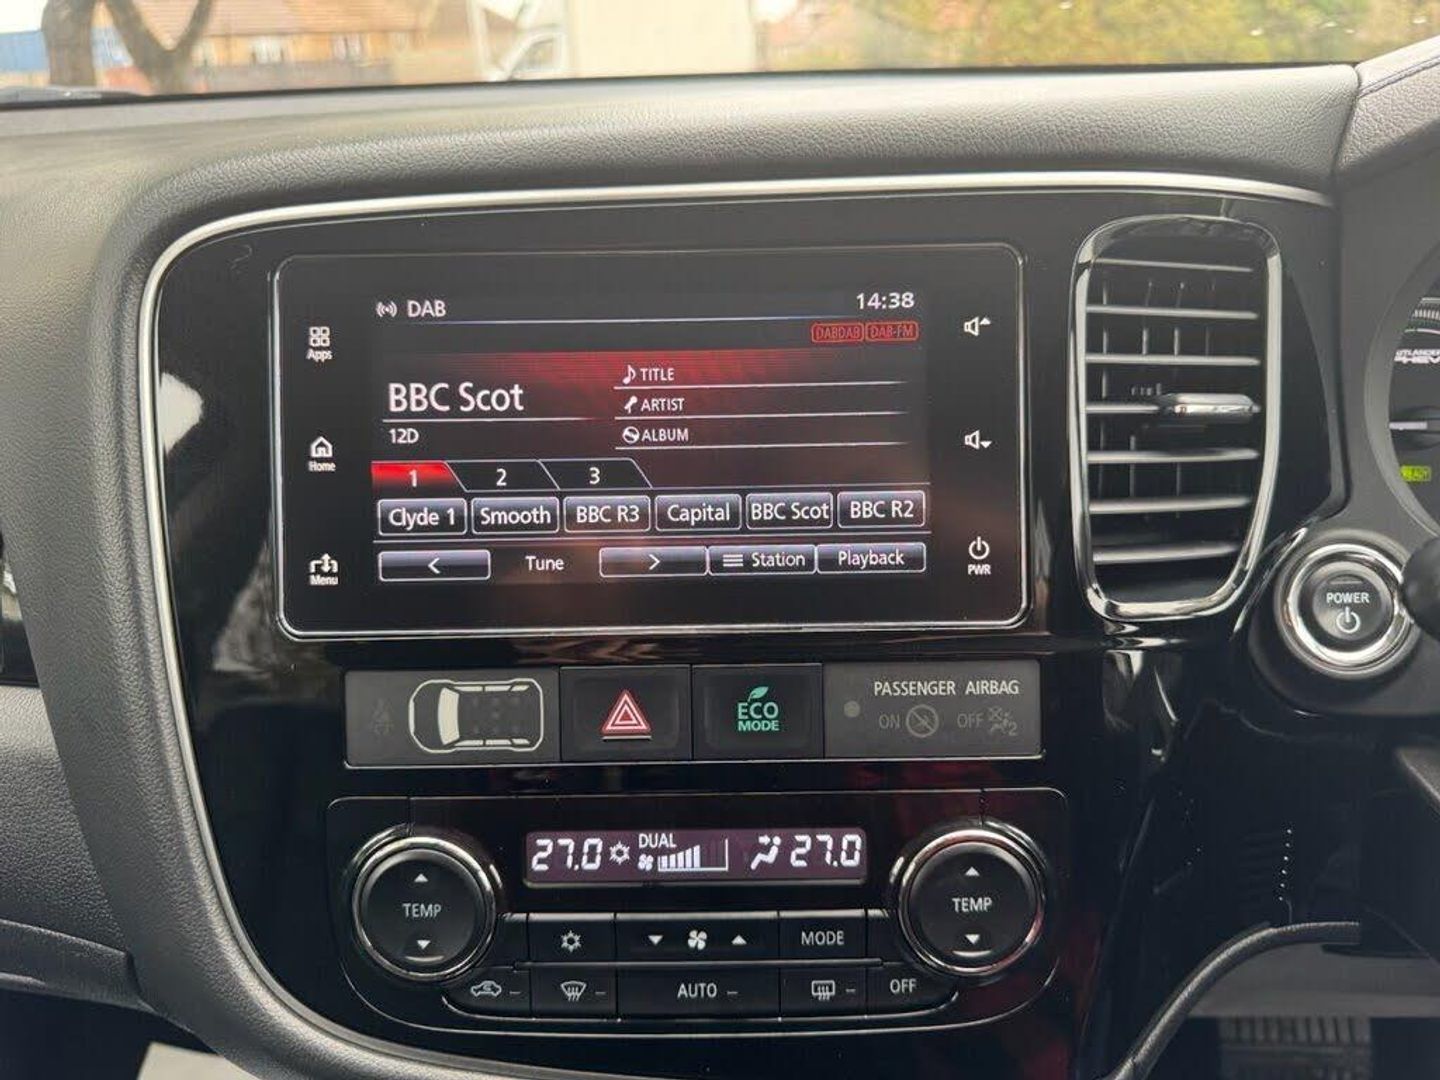 DAB
14:38
DABDAB DAB-FM
Apps
BBC Scot
TITLE
ARTIST
12D
ALBUM
Home
1 2 3
Clyde 1 Smooth BBC R3 Capital BBC Scot BBC R2
< Tune > Station Playback
Menu
PWR
POWER
ECO
MODE
PASSENGER AIRBAG
ON OFF 2
27.0 DUAL 27.0
TEMP TEMP
MODE
AUTO OFF
READY